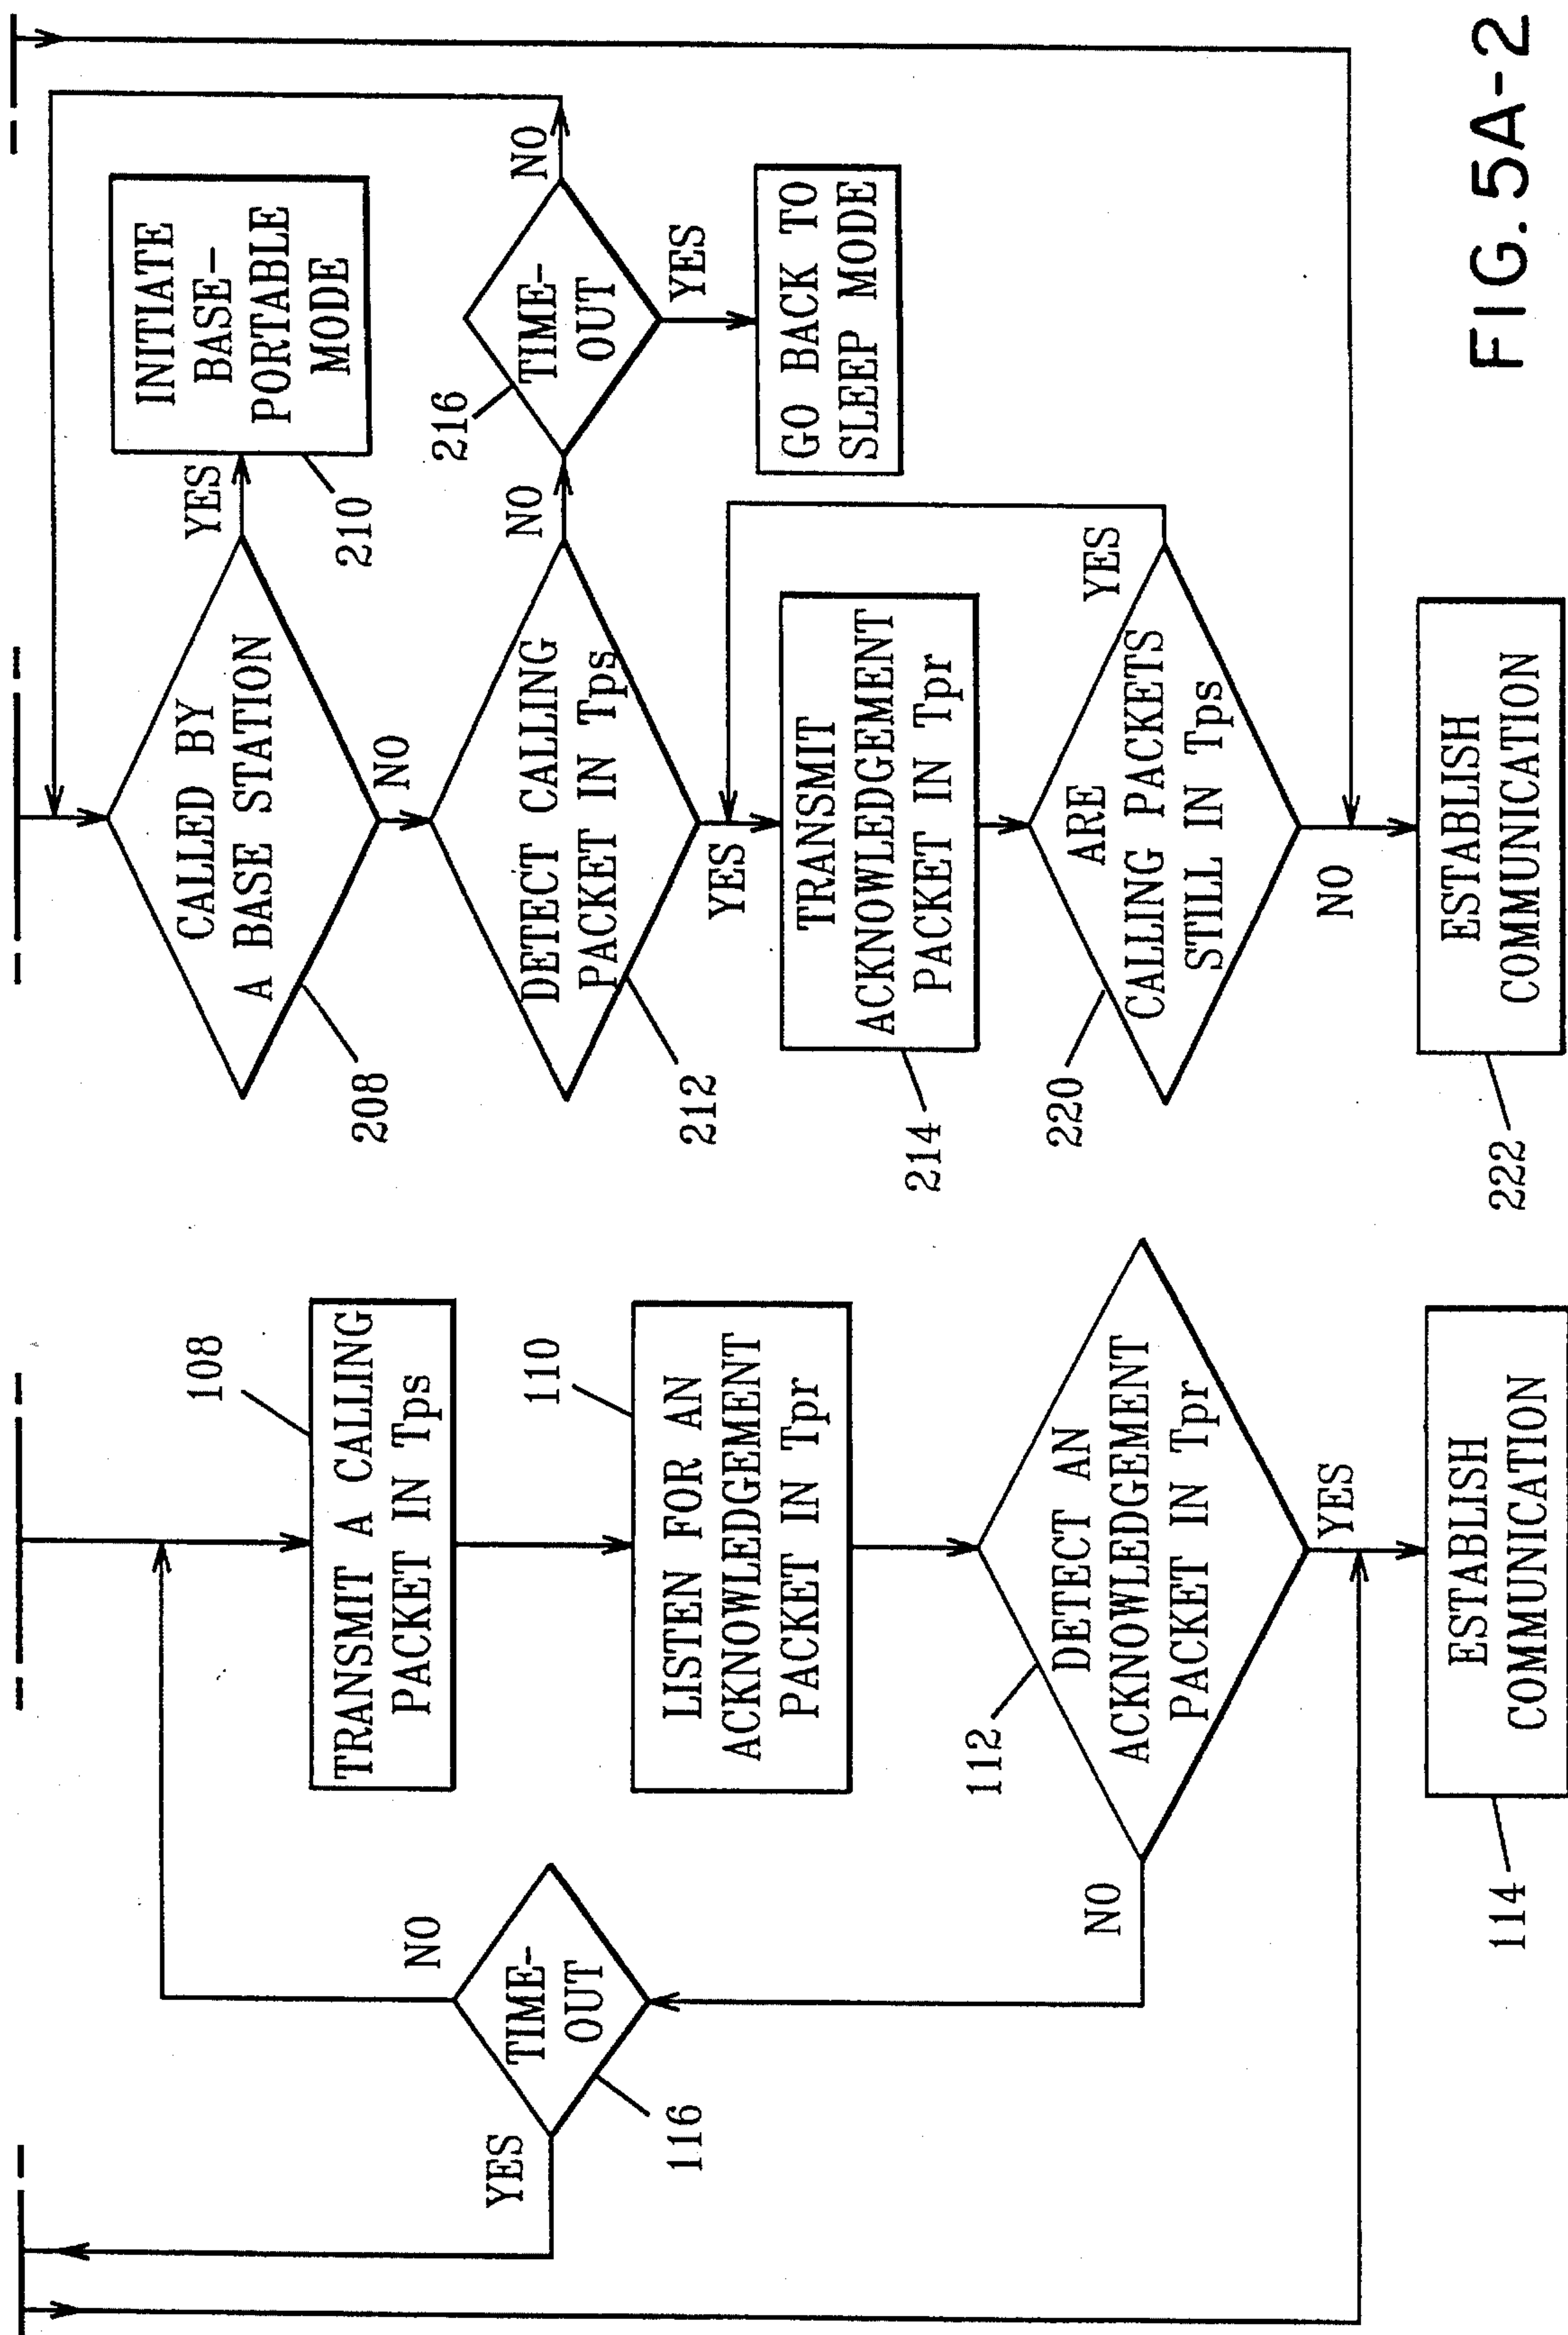 108
TRANSMIT A CALLING
PACKET IN Tps
110
LISTEN FOR AN
ACKNOWLEDGEMENT
PACKET IN Tpr
112
DETECT AN
ACKNOWLEDGEMENT
PACKET IN Tpr
NO
YES
TIME-
OUT
116
NO
YES
ESTABLISH
COMMUNICATION
114
CALLED BY
A BASE STATION
208
YES
INITIATE
BASE-
PORTABLE
MODE
210
NO
DETECT CALLING
PACKET IN Tps
212
NO
TIME-
OUT
216
NO
YES
GO BACK TO
SLEEP MODE
YES
TRANSMIT
ACKNOWLEDGEMENT
PACKET IN Tpr
214
ARE
CALLING PACKETS
STILL IN Tps
220
YES
NO
ESTABLISH
COMMUNICATION
222
FIG. 5A-2